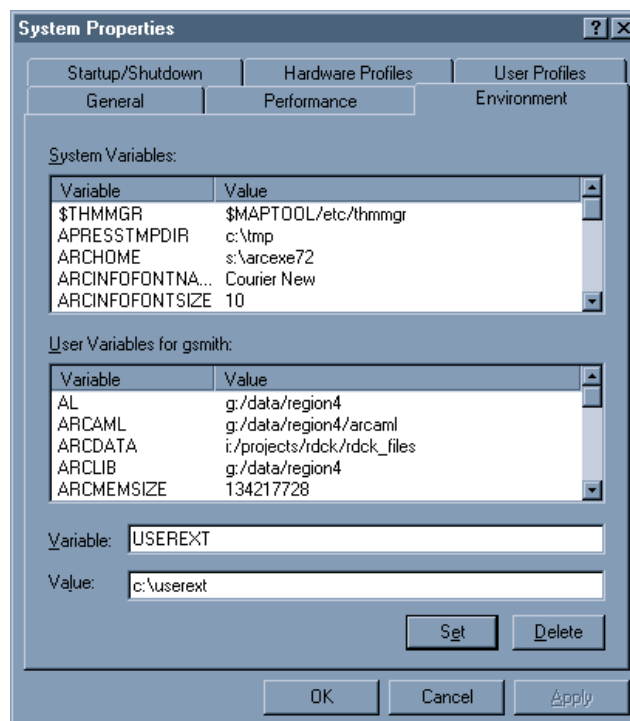 System Properties
Startup/Shutdown Hardware Profiles User Profiles
General Performance Environment
System Variables:
Variable Value
$THMMGR $MAPTOOL/etc/thmmgr
APRESSTMPDIR c:\tmp
ARCHOME s:\arcexe72
ARCINFOFONTNA... Courier New
ARCINFOFONTSIZE 10
User Variables for gsmith:
Variable Value
AL g:/data/region4
ARCAML g:/data/region4/arcaml
ARCDATA i:/projects/rdck/rdck_files
ARCLIB g:/data/region4
ARCMEMSIZE 134217728
Variable: USEREXT
Value: c:\userext
Set Delete
OK Cancel Apply